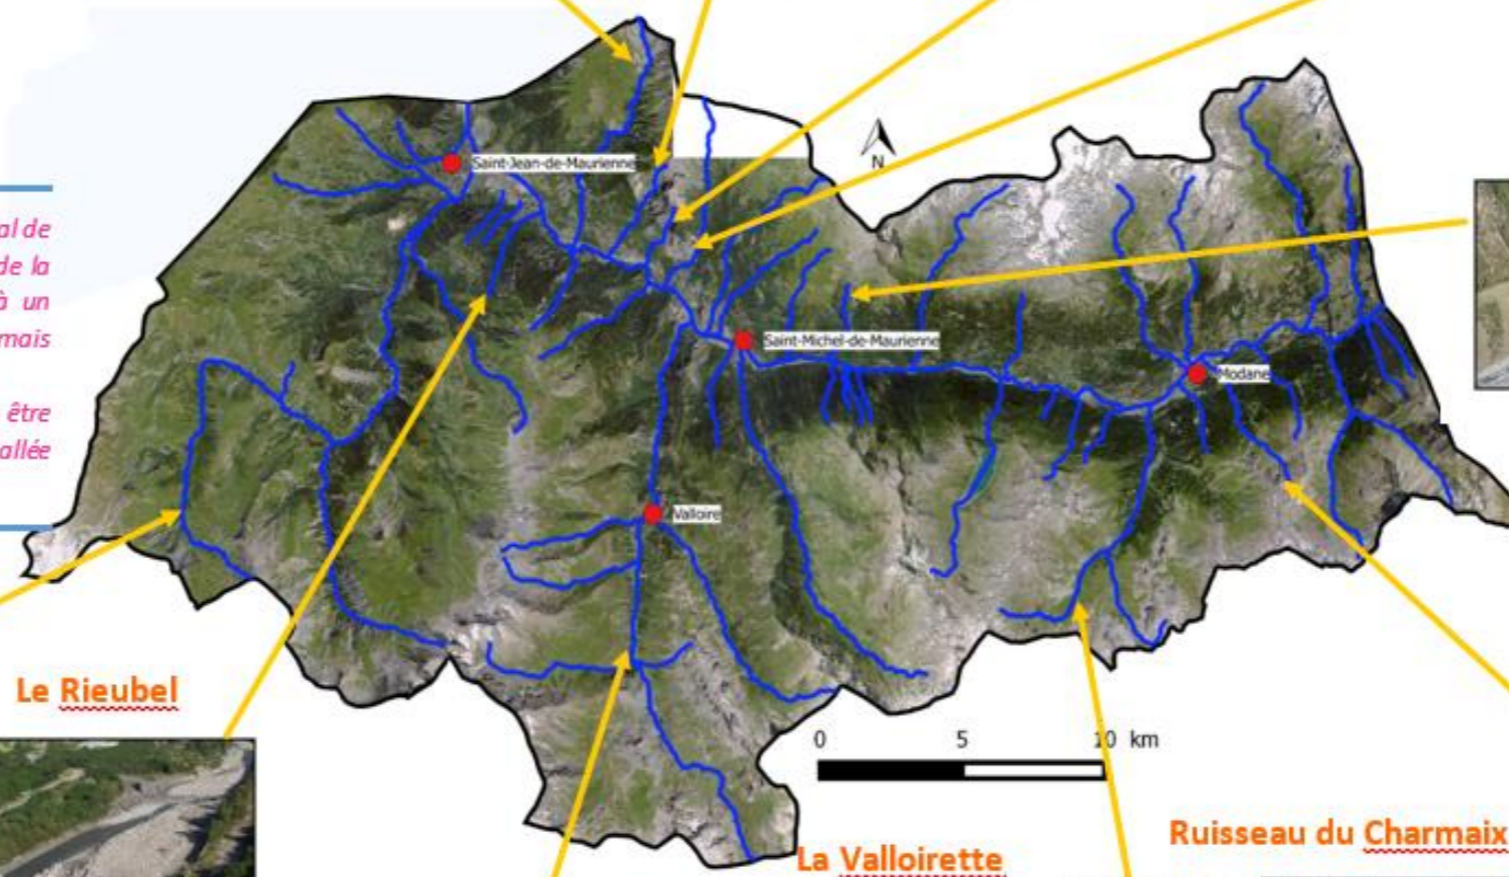 Saint-Jean-de-Maurienne
N
al de
de la
à un
mais
être
allée
Saint-Michel-de-Maurienne
Modane
Valloire
Le Rieubel
0 5 10 km
Ruisseau du Charmaix
La Valloirette